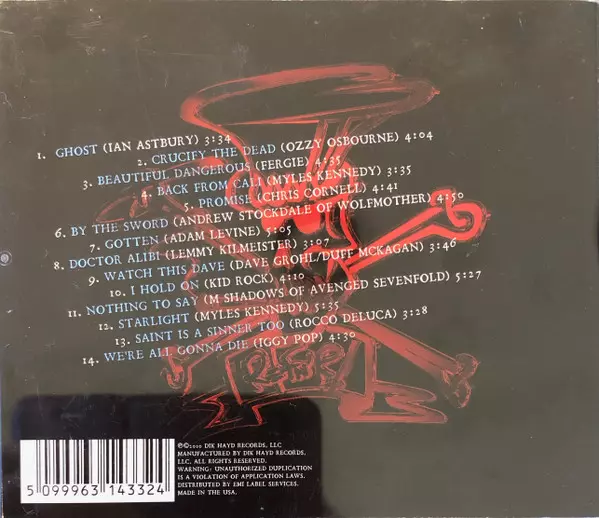 1. GHOST (IAN ASTBURY) 3:34
2. CRUCIFY THE DEAD (OZZY OSBOURNE) 4:04
3. BEAUTIFUL DANGEROUS (FERGIE) 4:35
4. BACK FROM CALI (MYLES KENNEDY) 3:35
5. PROMISE (CHRIS CORNELL) 4:41
6. BY THE SWORD (ANDREW STOCKDALE OF WOLFMOTHER) 4:50
7. GOTTEN (ADAM LEVINE) 5:05
8. DOCTOR ALIBI (LEMMY KILMEISTER) 3:07
9. WATCH THIS DAVE (DAVE GROHL/DUFF MCKAGAN) 3:46
10. I HOLD ON (KID ROCK) 4:10
11. NOTHING TO SAY (M SHADOWS OF AVENGED SEVENFOLD) 5:27
12. STARLIGHT (MYLES KENNEDY) 5:35
13. SAINT IS A SINNER TOO (ROCCO DELUCA) 3:28
14. WE'RE ALL GONNA DIE (IGGY POP) 4:30
℗©2010 DIK HAYD RECORDS, LLC
MANUFACTURED BY DIK HAYD RECORDS,
LLC, ALL RIGHTS RESERVED.
WARNING: UNAUTHORIZED DUPLICATION
IS A VIOLATION OF APPLICATION LAWS.
DISTRIBUTED BY EMI LABEL SERVICES.
MADE IN THE USA.
5 099963 143324